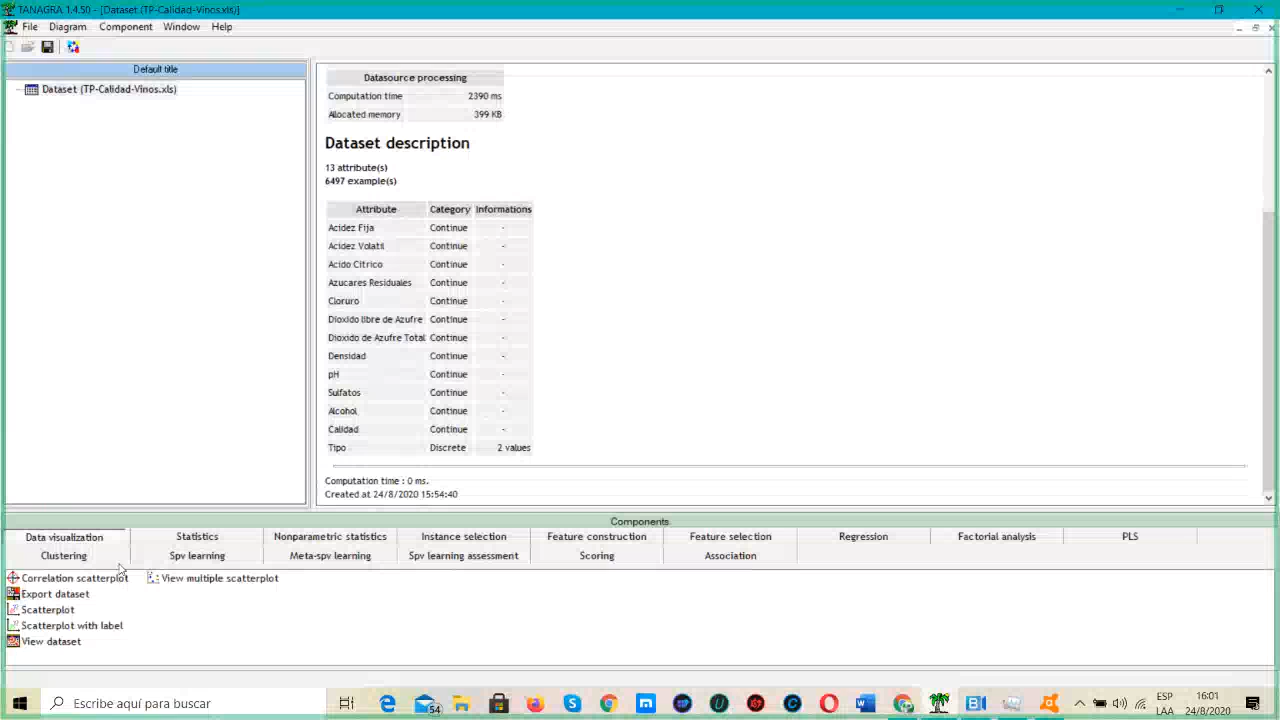 TANAGRA 1.4.50 - [Dataset (TP-Calidad-Vinos.xls)]
File Diagram Component Window Help
Default title
Dataset (TP-Calidad-Vinos.xls)
Datasource processing
Computation time 2390 ms
Allocated memory 399 KB
Dataset description
13 attribute(s)
6497 example(s)
Attribute Category Informations
Acidez Fija Continue -
Acidez Volatil Continue -
Acido Citrico Continue -
Azucares Residuales Continue -
Cloruro Continue -
Dioxido libre de Azufre Continue -
Dioxido de Azufre Total Continue -
Densidad Continue -
pH Continue -
Sulfatos Continue -
Alcohol Continue -
Calidad Continue -
Tipo Discrete 2 values
Computation time : 0 ms.
Created at 24/8/2020 15:54:40
Components
Data visualization Statistics Nonparametric statistics Instance selection Feature construction Feature selection Regression Factorial analysis PLS
Clustering Spv learning Meta-spv learning Spv learning assessment Scoring Association
Correlation scatterplot View multiple scatterplot
Export dataset
Scatterplot
Scatterplot with label
View dataset
Escribe aquí para buscar
54
ESP
LAA
16:01
24/8/2020